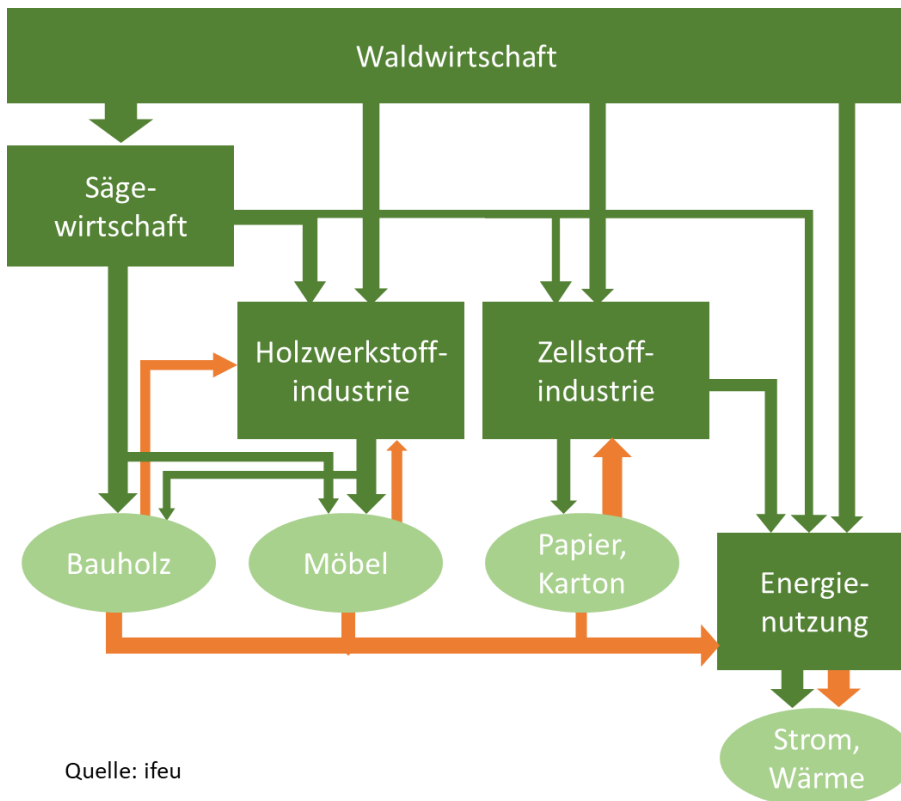 Waldwirtschaft
Säge-
wirtschaft
Holzwerkstoff-
industrie
Zellstoff-
industrie
Bauholz
Möbel
Papier,
Karton
Energie-
nutzung
Strom,
Wärme
Quelle: ifeu